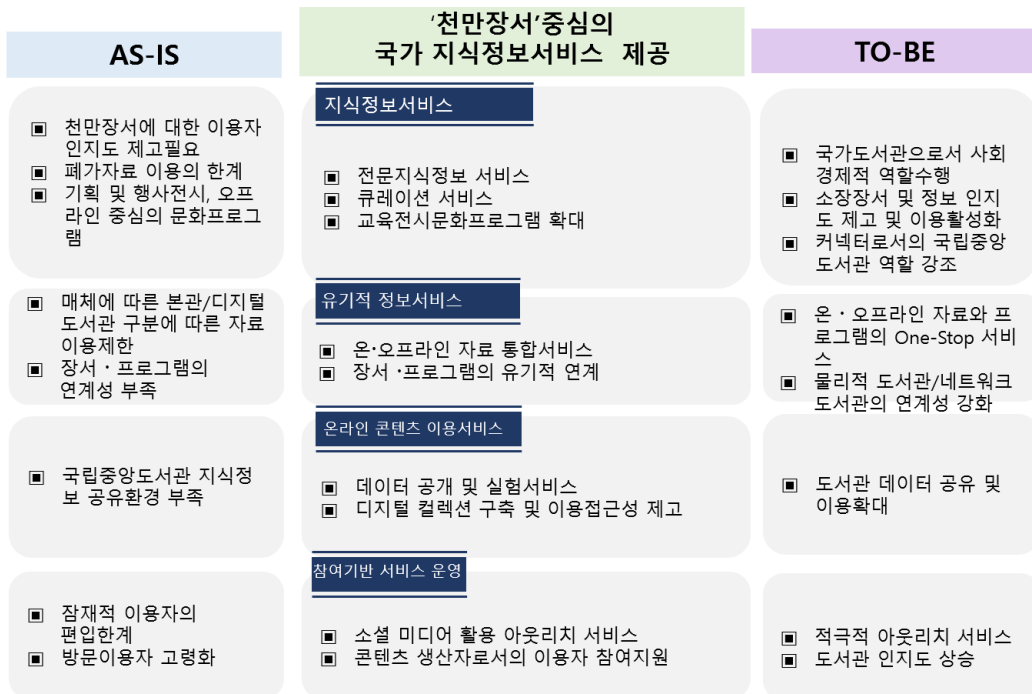 AS-IS
'천만장서'중심의
국가 지식정보서비스 제공
TO-BE
▣ 천만장서에 대한 이용자
인지도 제고필요
▣ 폐가자료 이용의 한계
▣ 기획 및 행사전시, 오프
라인 중심의 문화프로그
램
지식정보서비스
▣ 전문지식정보 서비스
▣ 큐레이션 서비스
▣ 교육전시문화프로그램 확대
▣ 국가도서관으로서 사회
경제적 역할수행
▣ 소장장서 및 정보 인지
도 제고 및 이용활성화
▣ 커넥터로서의 국립중앙
도서관 역할 강조
▣ 매체에 따른 본관/디지털
도서관 구분에 따른 자료
이용제한
▣ 장서・프로그램의
연계성 부족
유기적 정보서비스
▣ 온·오프라인 자료 통합서비스
▣ 장서 ·프로그램의 유기적 연계
▣ 온・오프라인 자료와 프
로그램의 One-Stop 서비
스
▣ 물리적 도서관/네트워크
도서관의 연계성 강화
▣ 국립중앙도서관 지식정
보 공유환경 부족
온라인 콘텐츠 이용서비스
▣ 데이터 공개 및 실험서비스
▣ 디지털 컬렉션 구축 및 이용접근성 제고
▣ 도서관 데이터 공유 및
이용확대
▣ 잠재적 이용자의
편입한계
▣ 방문이용자 고령화
참여기반 서비스 운영
▣ 소셜 미디어 활용 아웃리치 서비스
▣ 콘텐츠 생산자로서의 이용자 참여지원
▣ 적극적 아웃리치 서비스
▣ 도서관 인지도 상승